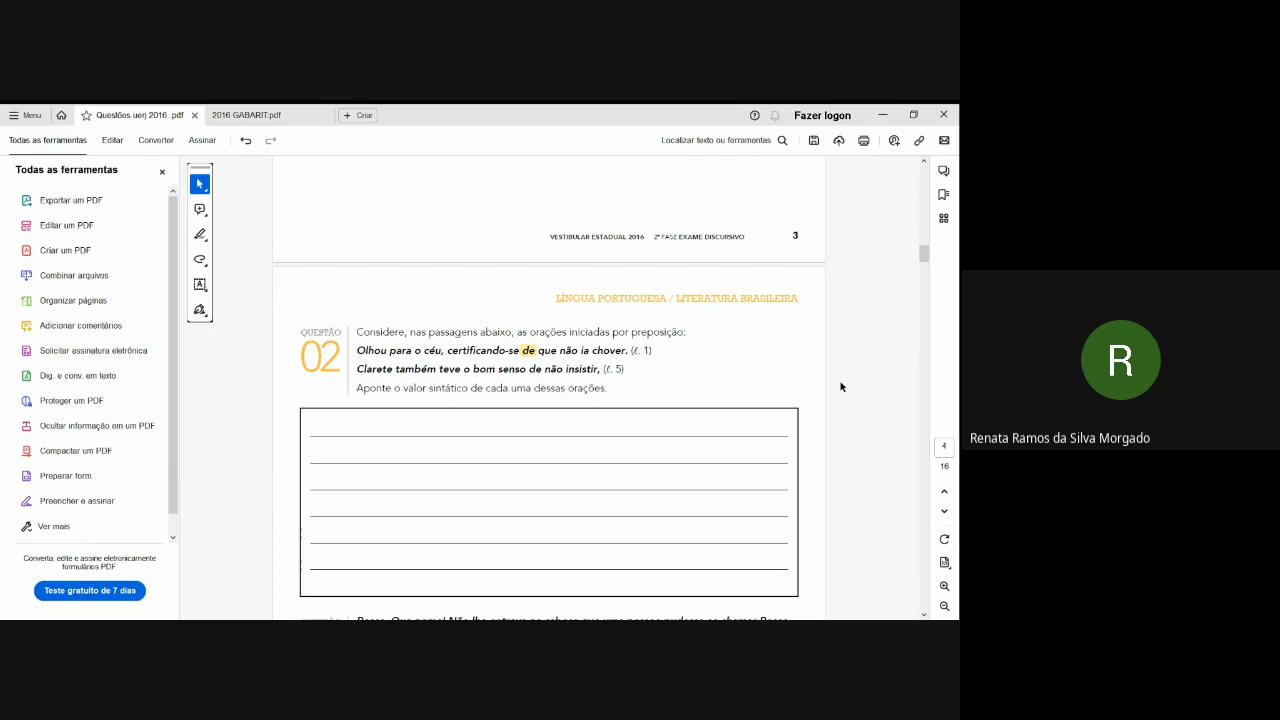 Menu
Questões uerj 2016..pdf
2016 GABARIT.pdf
Criar
Fazer logon
Todas as ferramentas
Editar
Converter
Assinar
Localizar texto ou ferramentas
Todas as ferramentas
Exportar um PDF
Editar um PDF
Criar um PDF
Combinar arquivos
Organizar páginas
Adicionar comentários
Solicitar assinatura eletrônica
Dig. e conv. em texto
Proteger um PDF
Ocultar informação em um PDF
Compactar um PDF
Preparar form.
Preencher e assinar
Ver mais
Converta, edite e assine eletronicamente
formulários PDF
Teste gratuito de 7 dias
VESTIBULAR ESTADUAL 2016 2ª FASE EXAME DISCURSIVO 3
LÍNGUA PORTUGUESA / LITERATURA BRASILEIRA
QUESTÃO
02
Considere, nas passagens abaixo, as orações iniciadas por preposição:
Olhou para o céu, certificando-se de que não ia chover. (ℓ. 1)
Clarete também teve o bom senso de não insistir, (ℓ. 5)
Aponte o valor sintático de cada uma dessas orações.
4
16
R
Renata Ramos da Silva Morgado